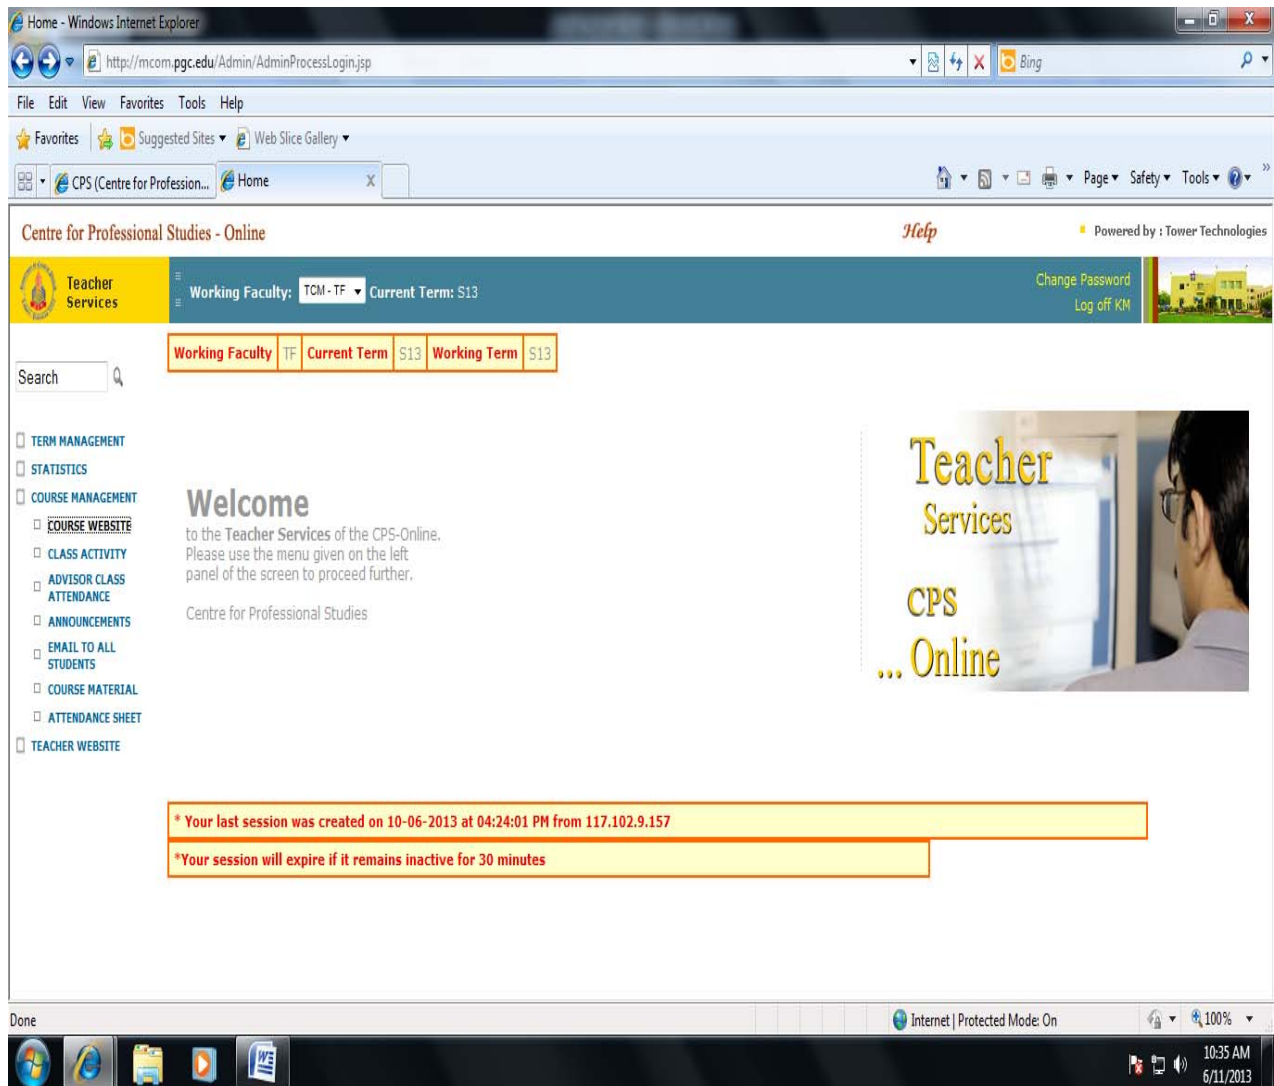 Home - Windows Internet Explorer
http://mcom.pgc.edu/Admin/AdminProcessLogin.jsp
Bing
File Edit View Favorites Tools Help
Favorites Suggested Sites Web Slice Gallery
CPS (Centre for Profession... Home X Page Safety Tools
Centre for Professional Studies - Online Help Powered by : Tower Technologies
Teacher Services
Working Faculty: TCM - TF Current Term: S13
Change Password
Log off KM
Working Faculty TF Current Term S13 Working Term S13
Search
TERM MANAGEMENT
STATISTICS
COURSE MANAGEMENT
COURSE WEBSITE
CLASS ACTIVITY
ADVISOR CLASS
ATTENDANCE
ANNOUNCEMENTS
EMAIL TO ALL
STUDENTS
COURSE MATERIAL
ATTENDANCE SHEET
TEACHER WEBSITE
Welcome
to the Teacher Services of the CPS-Online.
Please use the menu given on the left
panel of the screen to proceed further.
Centre for Professional Studies
Teacher
Services
CPS
... Online
* Your last session was created on 10-06-2013 at 04:24:01 PM from 117.102.9.157
*Your session will expire if it remains inactive for 30 minutes
Done Internet | Protected Mode: On 100%
10:35 AM
6/11/2013